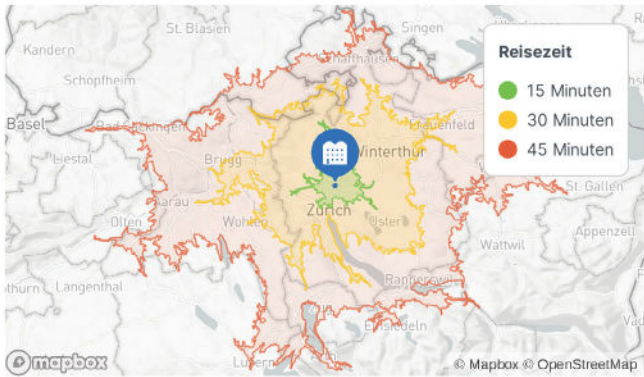 St. Blasien
Singen
Kandern
Schopfheim
Basel
Liestal
Brugg
Frauenfeld
Winterthur
St. Gallen
Aarau
Zürich
Olten
Wohlen
Uster
Appenzell
Wattwil
Langenthal
Rapperswil
Einsiedeln
Luzern
Reisezeit
15 Minuten
30 Minuten
45 Minuten
mapbox
© Mapbox © OpenStreetMap